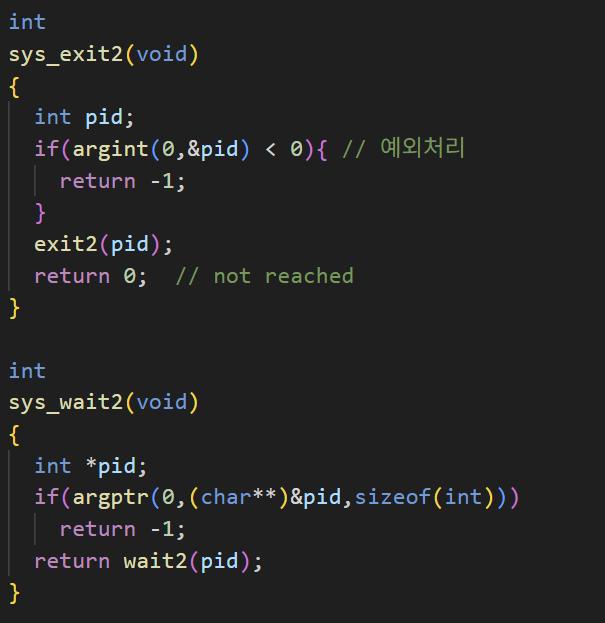 int
sys_exit2(void)
{
  int pid;
  if(argint(0,&pid) < 0){ // 예외처리
    return -1;
  }
  exit2(pid);
  return 0;  // not reached
}

int
sys_wait2(void)
{
  int *pid;
  if(argptr(0,(char**)&pid,sizeof(int)))
    return -1;
  return wait2(pid);
}